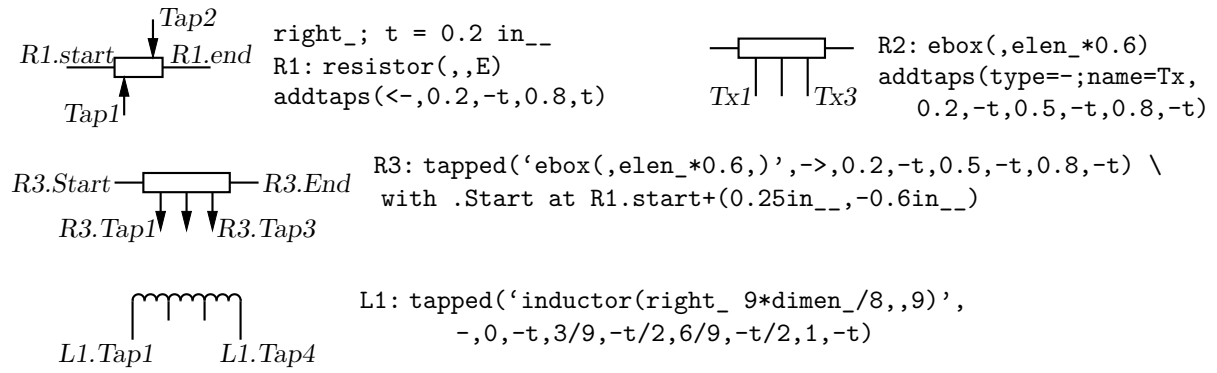 Tap2
R1.start
R1.end
Tap1
right_; t = 0.2 in__
R1: resistor(,,E)
addtaps(<-,0.2,-t,0.8,t)
Tx1
Tx3
R2: ebox(,elen_*0.6)
addtaps(type=-;name=Tx,
0.2,-t,0.5,-t,0.8,-t)
R3.Start
R3.End
R3.Tap1
R3.Tap3
R3: tapped(‘ebox(,elen_*0.6,)’,->,0.2,-t,0.5,-t,0.8,-t) \
with .Start at R1.start+(0.25in__,-0.6in__)
L1.Tap1
L1.Tap4
L1: tapped(‘inductor(right_ 9*dimen_/8,,9)’,
-,0,-t,3/9,-t/2,6/9,-t/2,1,-t)